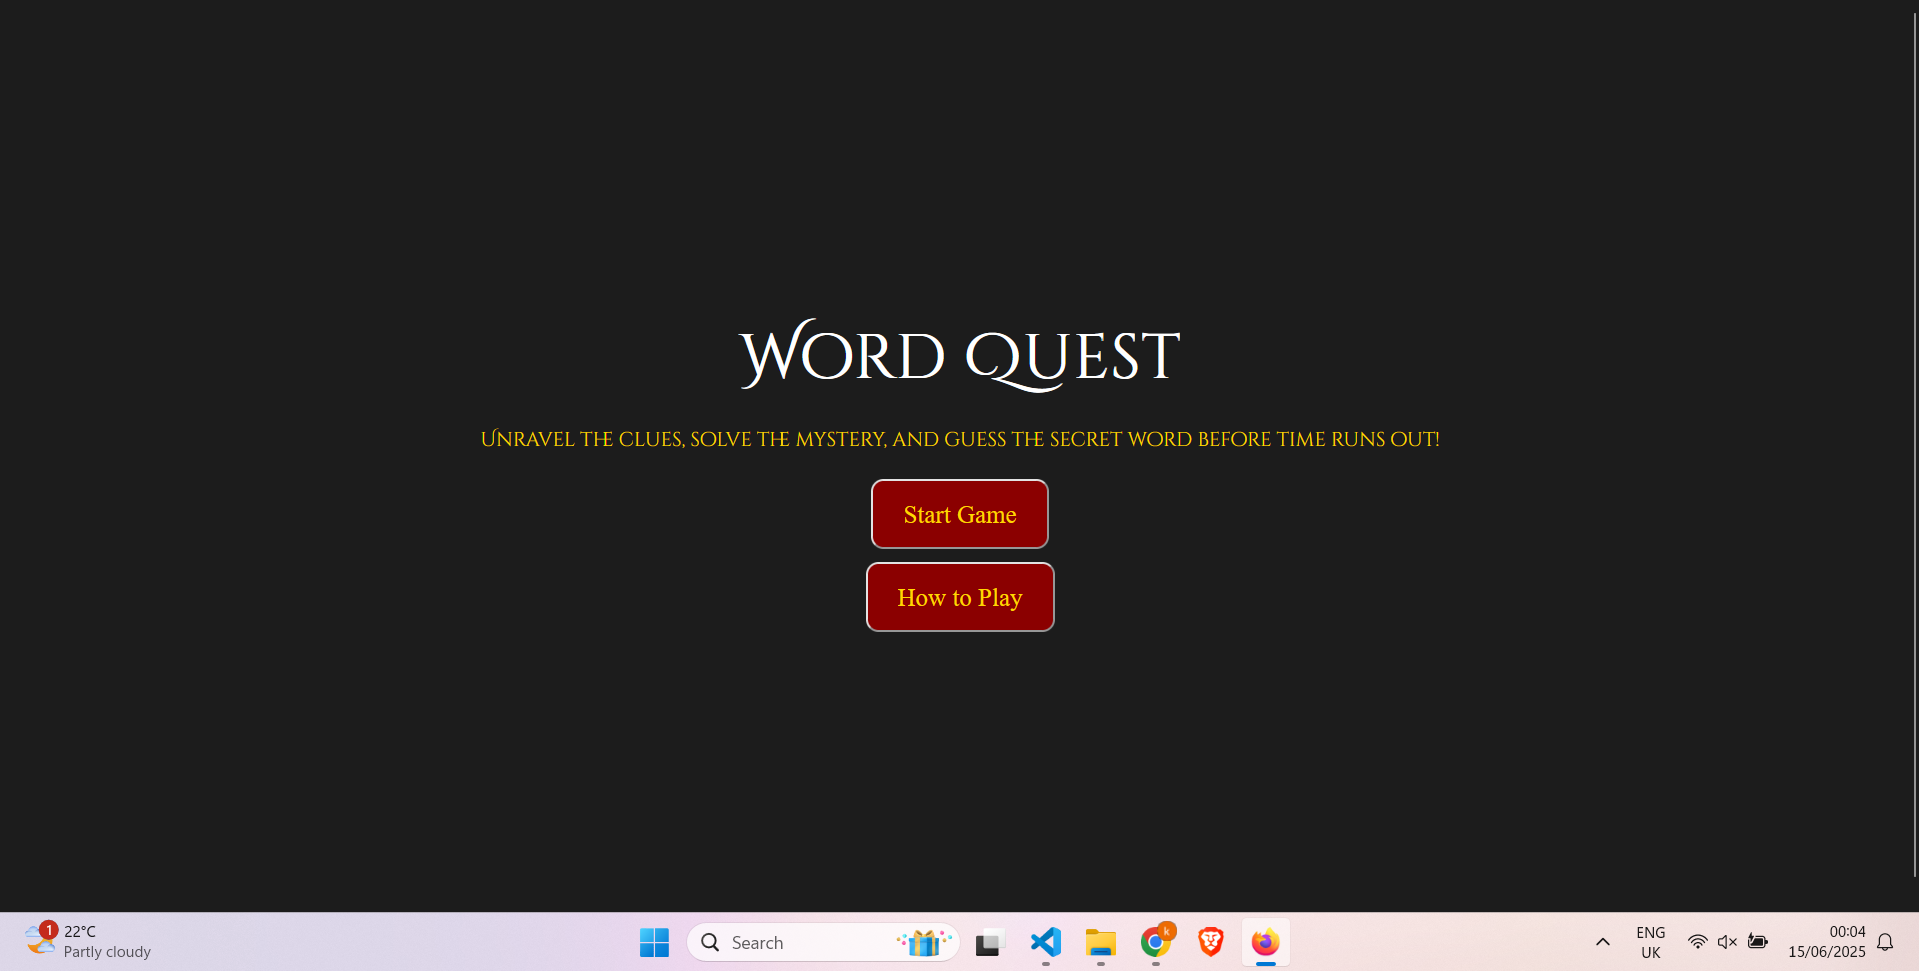 Word Quest
Unravel the clues, solve the mystery, and guess the secret word before time runs out!
Start Game
How to Play
1
22°C
Partly cloudy
Search
k
ENG
UK
00:04
15/06/2025